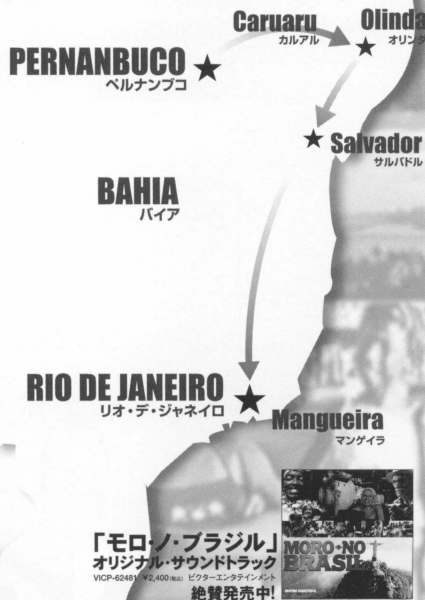 Caruaru
カルアル
Olinda
オリンダ
PERNANBUCO
ペルナンブコ
Salvador
サルバドル
BAHIA
バイア
RIO DE JANEIRO
リオ・デ・ジャネイロ
Mangueira
マンゲイラ
「モロ・ノ・ブラジル」
オリジナル・サウンドトラック
VICP-62481 ¥2,400(税込) ビクターエンタテインメント
絶賛発売中!
MORO・NO
BRASIL